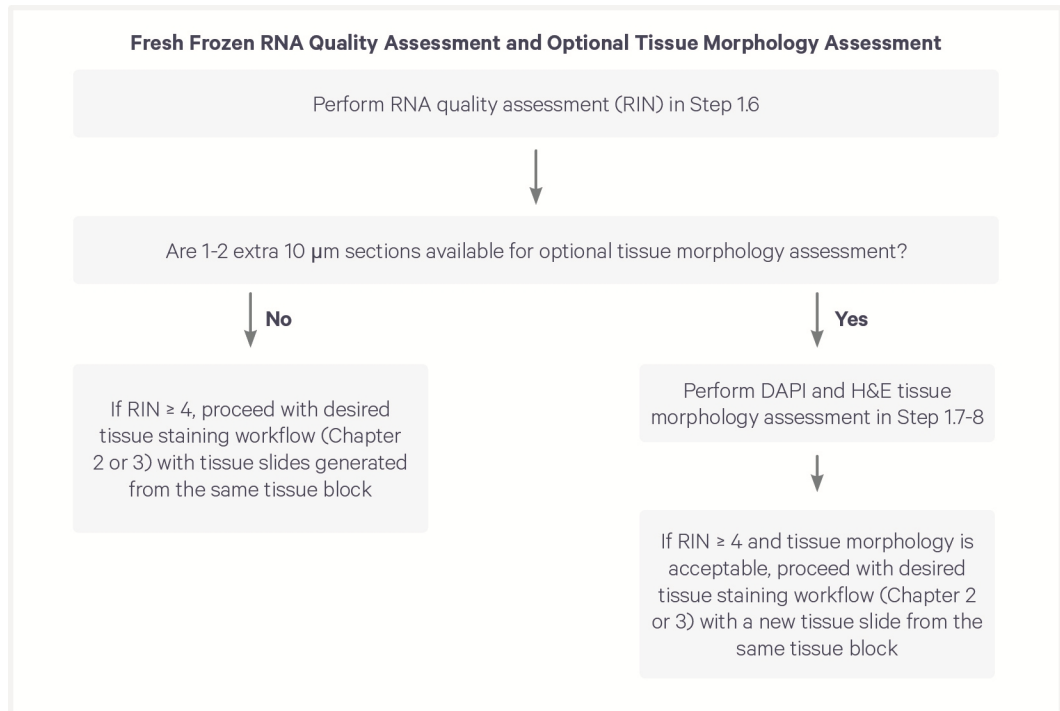 Fresh Frozen RNA Quality Assessment and Optional Tissue Morphology Assessment
Perform RNA quality assessment (RIN) in Step 1.6
Are 1-2 extra 10 µm sections available for optional tissue morphology assessment?
No
Yes
If RIN ≥ 4, proceed with desired
tissue staining workflow (Chapter
2 or 3) with tissue slides generated
from the same tissue block
Perform DAPI and H&E tissue
morphology assessment in Step 1.7-8
If RIN ≥ 4 and tissue morphology is
acceptable, proceed with desired
tissue staining workflow (Chapter 2
or 3) with a new tissue slide from the
same tissue block